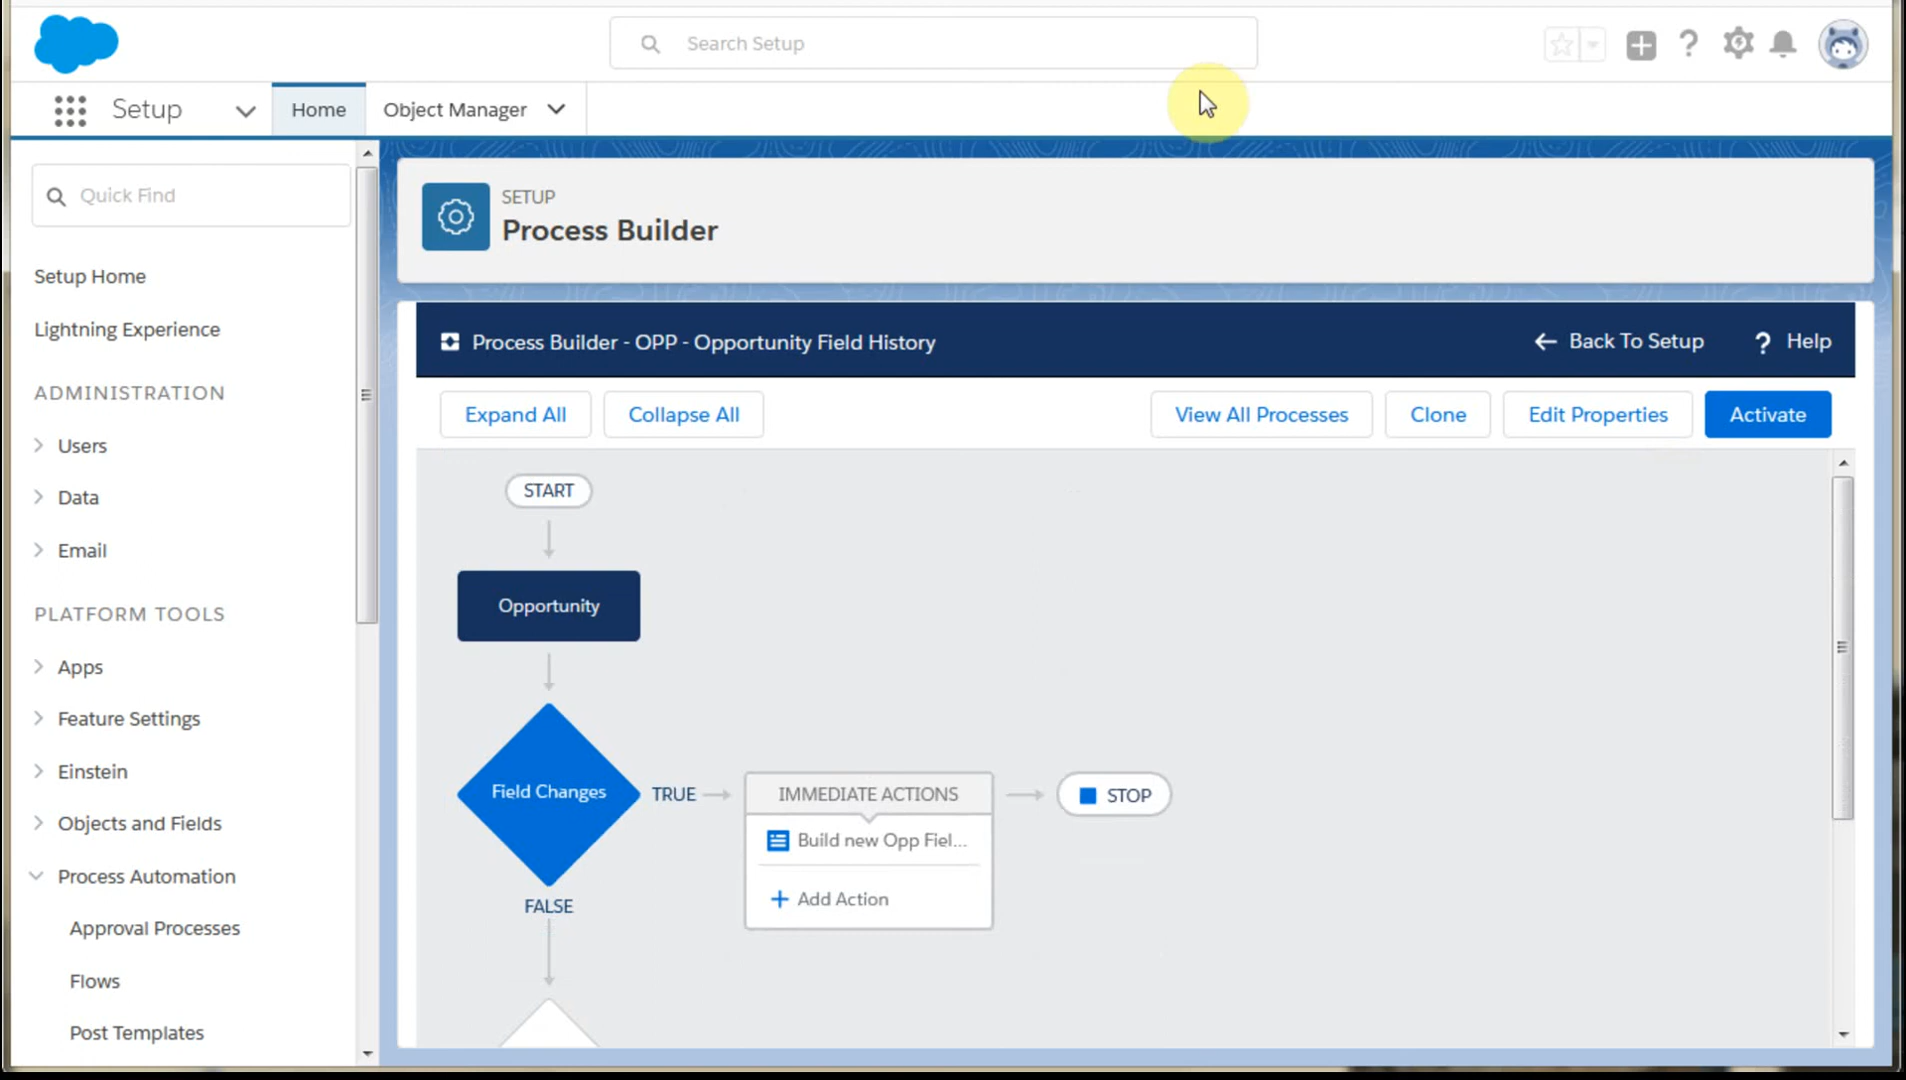 Search Setup
Setup
Home
Object Manager
Quick Find
Setup Home
Lightning Experience
ADMINISTRATION
Users
Data
Email
PLATFORM TOOLS
Apps
Feature Settings
Einstein
Objects and Fields
Process Automation
Approval Processes
Flows
Post Templates
SETUP
Process Builder
Process Builder - OPP - Opportunity Field History
Back To Setup
? Help
Expand All
Collapse All
View All Processes
Clone
Edit Properties
Activate
START
Opportunity
Field Changes
TRUE
IMMEDIATE ACTIONS
STOP
Build new Opp Fiel...
+ Add Action
FALSE